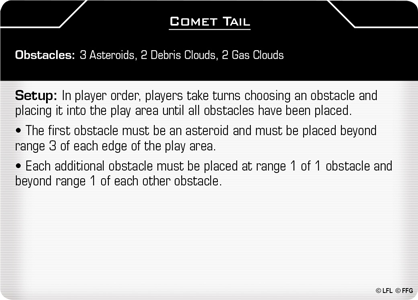 Comet Tail
Obstacles: 3 Asteroids, 2 Debris Clouds, 2 Gas Clouds
Setup: In player order, players take turns choosing an obstacle and
placing it into the play area until all obstacles have been placed.
• The first obstacle must be an asteroid and must be placed beyond
range 3 of each edge of the play area.
• Each additional obstacle must be placed at range 1 of 1 obstacle and
beyond range 1 of each other obstacle.
© LFL © FFG